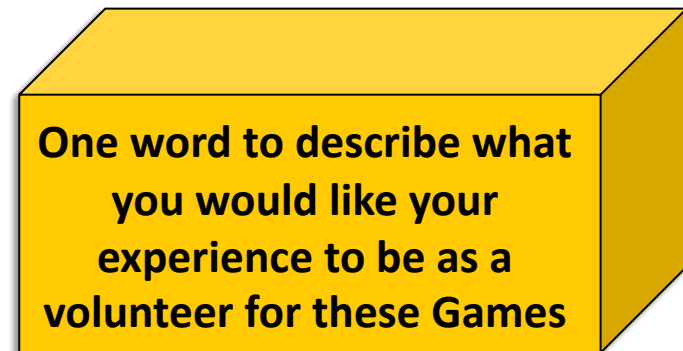 One word to describe what
you would like your
experience to be as a
volunteer for these Games